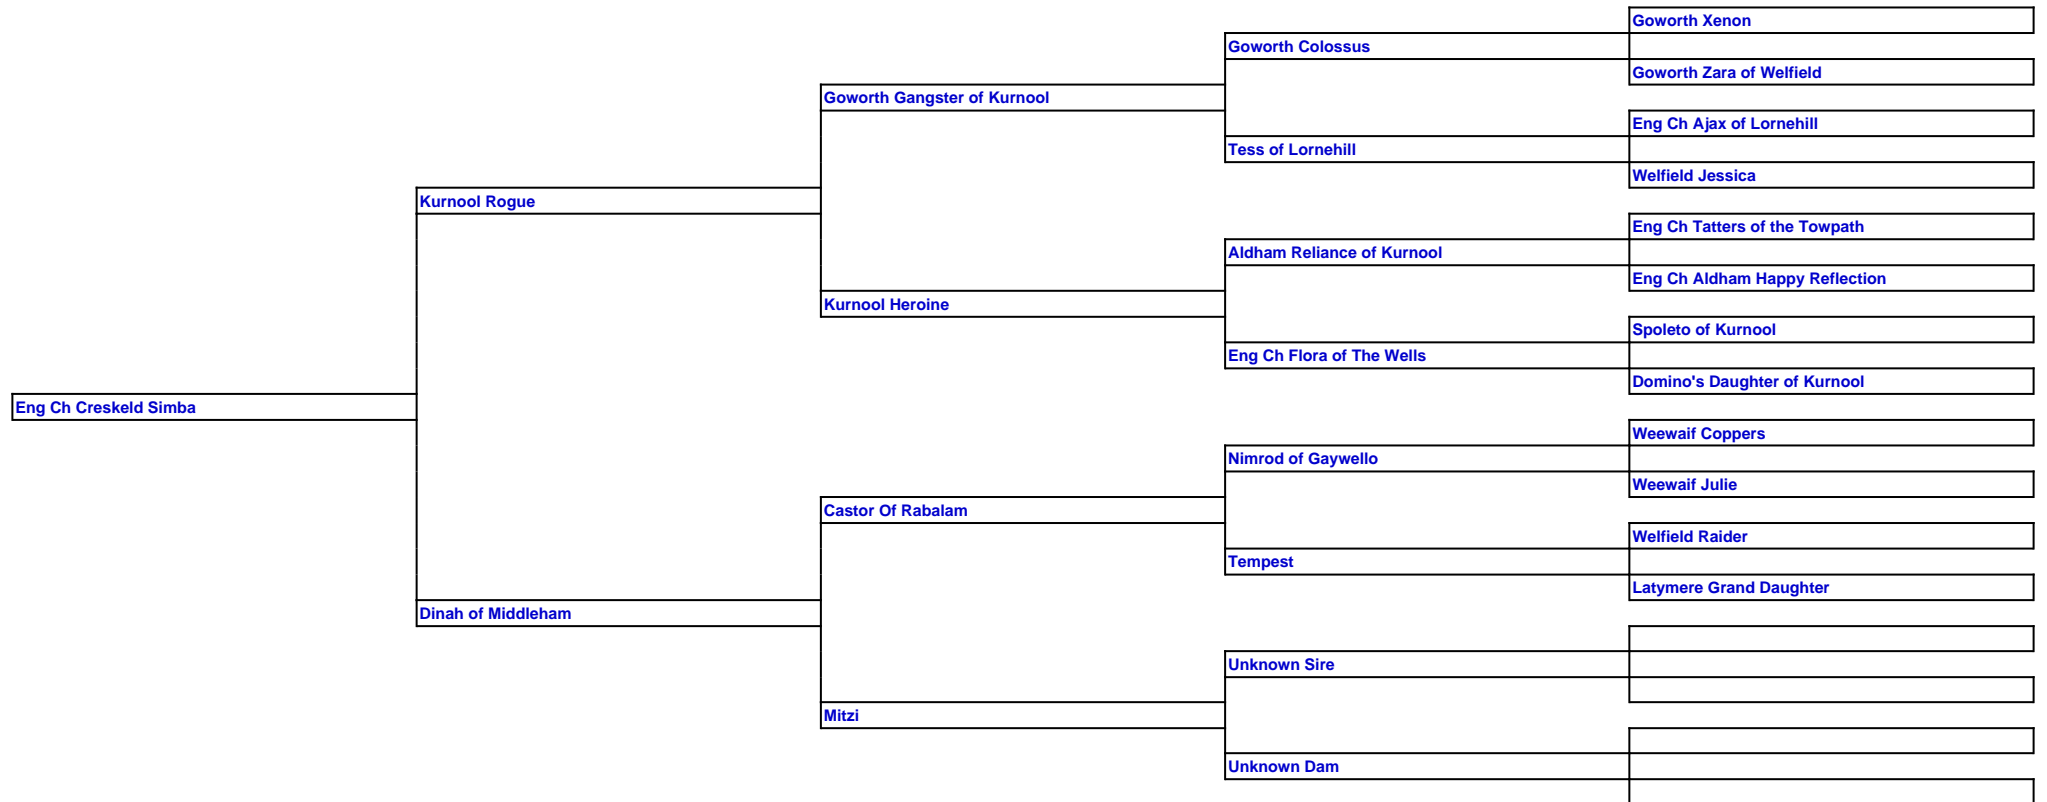 Goworth Xenon
Goworth Colossus
Goworth Zara of Welfield
Goworth Gangster of Kurnool
Eng Ch Ajax of Lornehill
Tess of Lornehill
Welfield Jessica
Kurnool Rogue
Eng Ch Tatters of the Towpath
Aldham Reliance of Kurnool
Eng Ch Aldham Happy Reflection
Kurnool Heroine
Spoleto of Kurnool
Eng Ch Flora of The Wells
Domino's Daughter of Kurnool
Eng Ch Creskeld Simba
Weewaif Coppers
Nimrod of Gaywello
Weewaif Julie
Castor Of Rabalam
Welfield Raider
Tempest
Latymere Grand Daughter
Dinah of Middleham
Unknown Sire
Mitzi
Unknown Dam